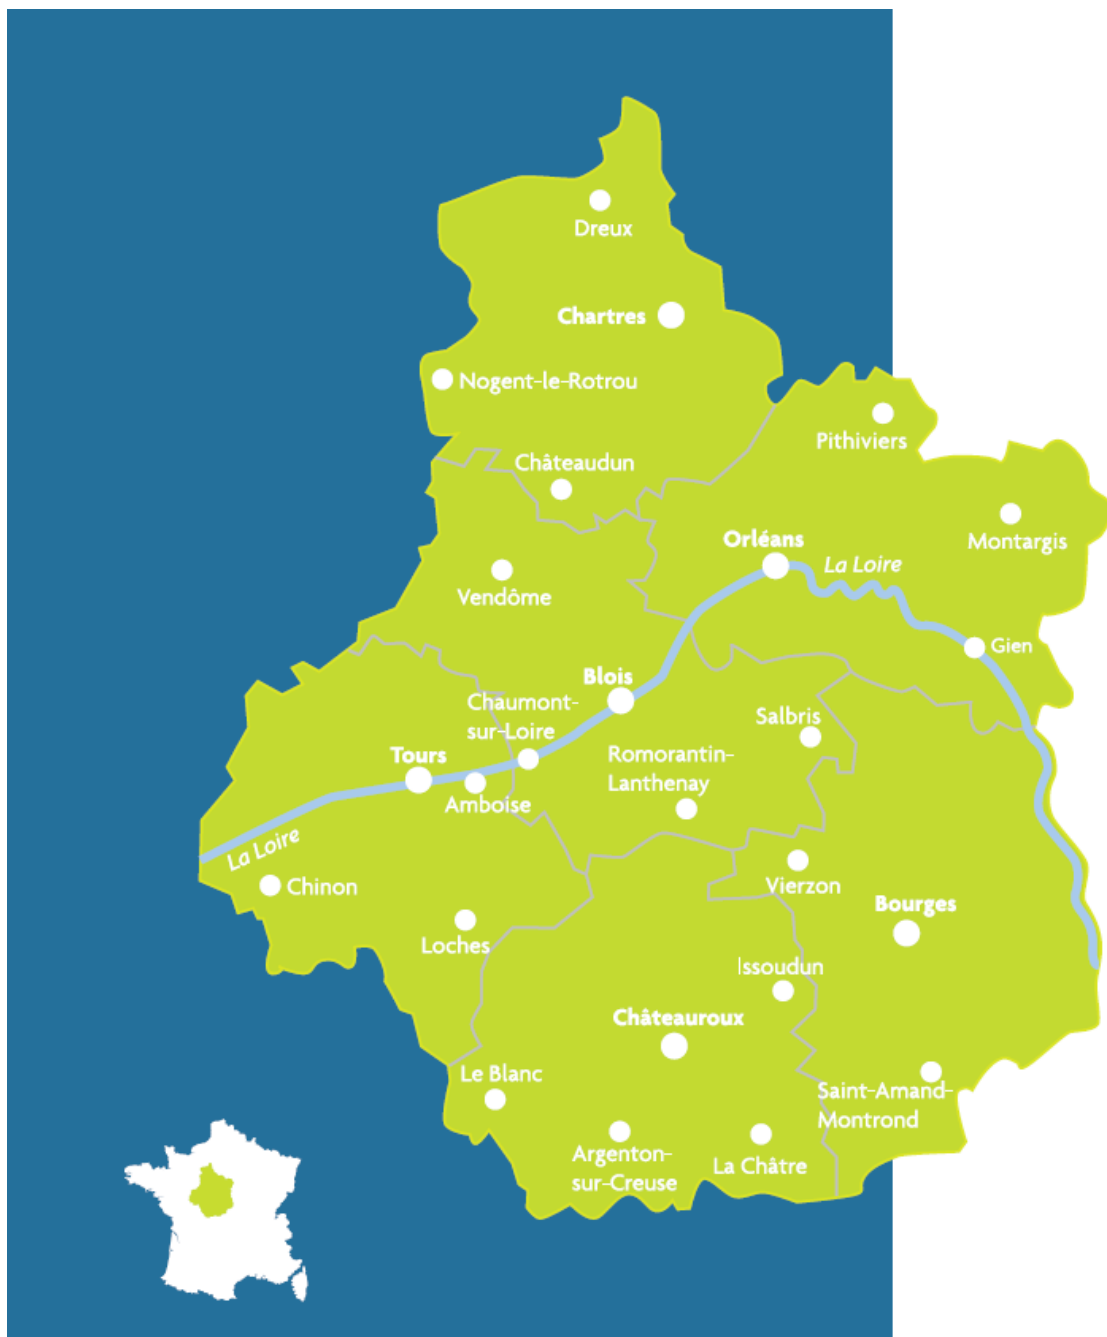 Dreux
Chartres
Nogent-le-Rotrou
Pithiviers
Châteaudun
Orléans
La Loire
Montargis
Vendôme
Gien
Blois
Chaumont-
sur-Loire
Salbris
Tours
Romorantin-
Lanthenay
Amboise
La Loire
Chinon
Vierzon
Bourges
Loches
Issoudun
Châteauroux
Le Blanc
Saint-Amand-
Montrond
Argenton-
sur-Creuse
La Châtre